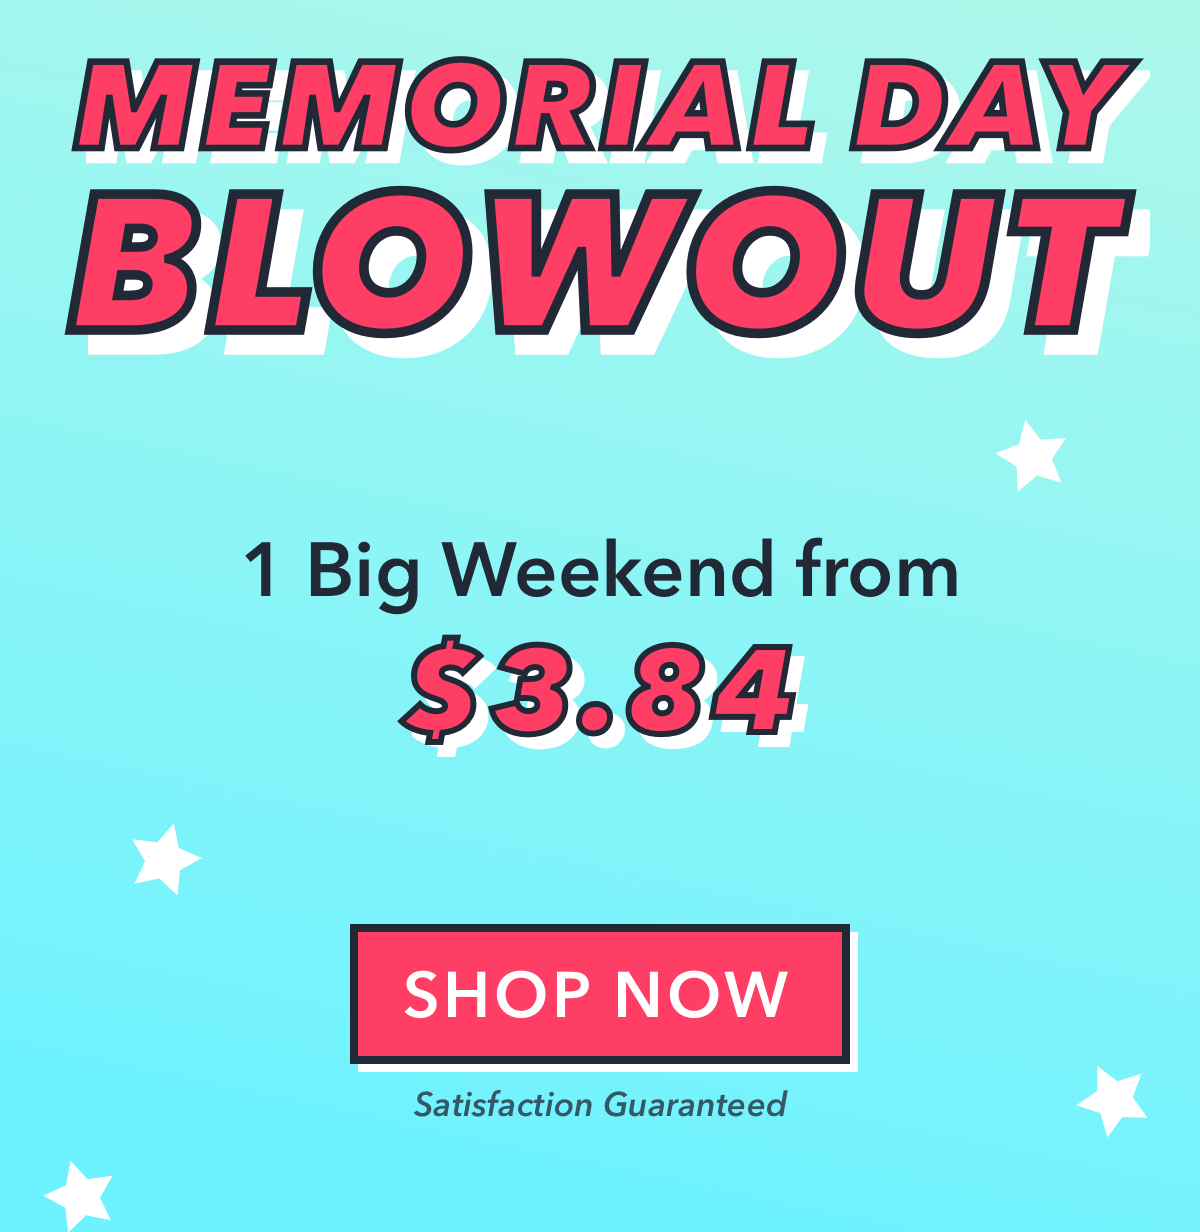 MEMORIAL DAY
BLOWOUT
1 Big Weekend from
$3.84
SHOP NOW
Satisfaction Guaranteed